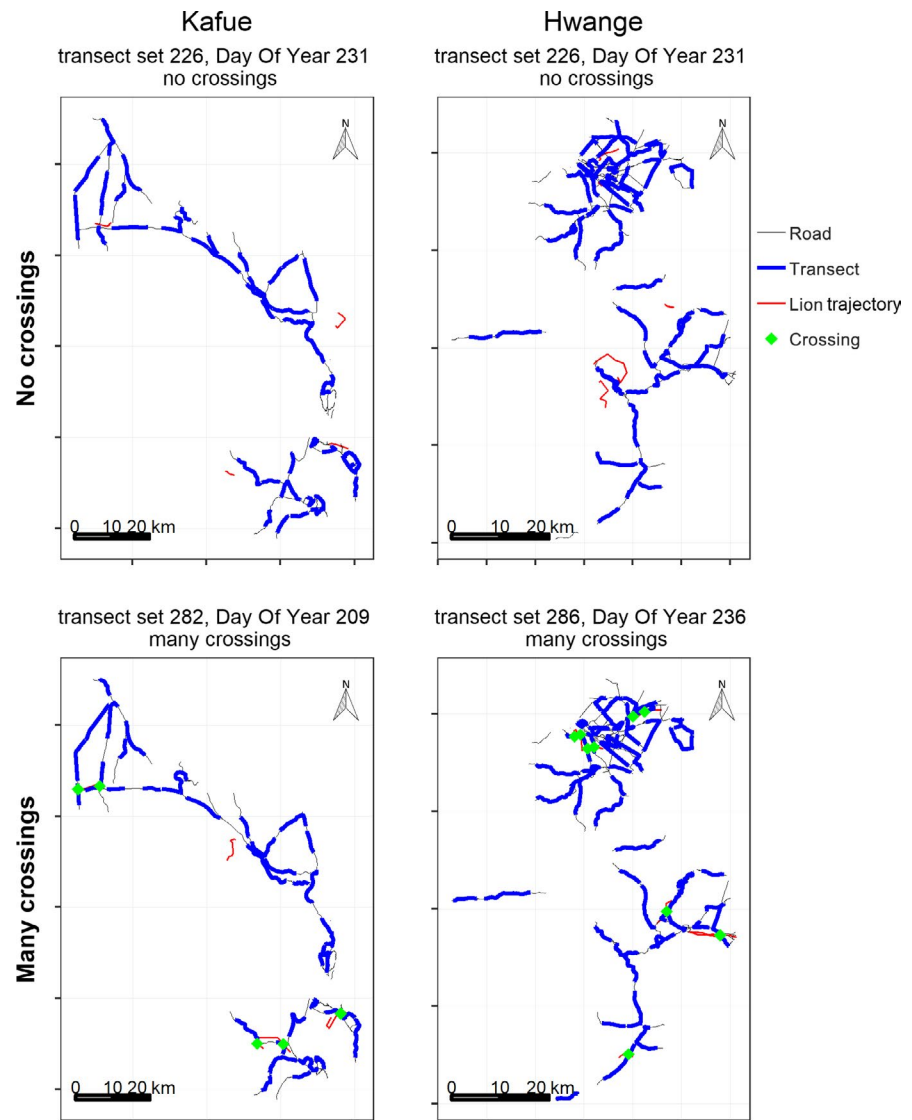 Kafue
Hwange
transect set 226, Day Of Year 231
no crossings
transect set 226, Day Of Year 231
no crossings
No crossings
N
N
Road
Transect
Lion trajectory
Crossing
0 10 20 km
0 10 20 km
transect set 282, Day Of Year 209
many crossings
transect set 286, Day Of Year 236
many crossings
Many crossings
N
N
0 10 20 km
0 10 20 km